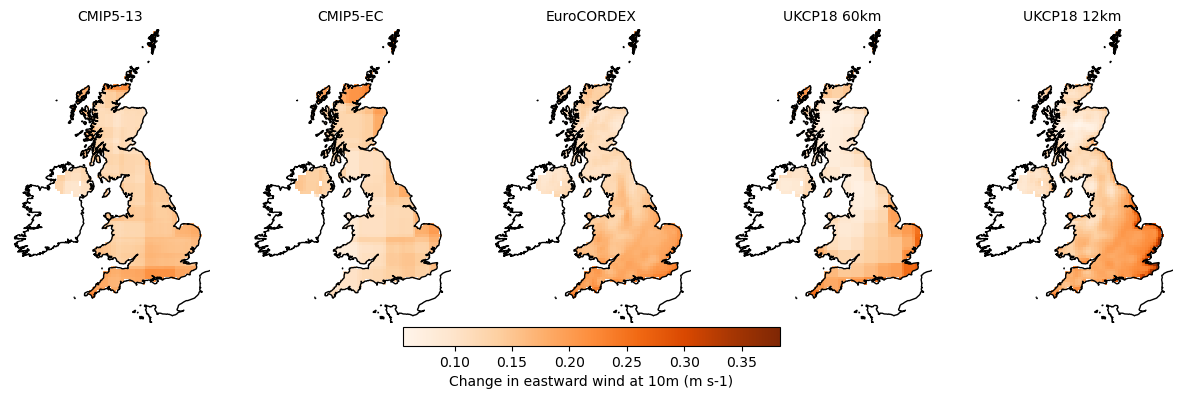 CMIP5-13 CMIP5-EC EuroCORDEX UKCP18 60km UKCP18 12km
0.10 0.15 0.20 0.25 0.30 0.35
Change in eastward wind at 10m (m s-1)